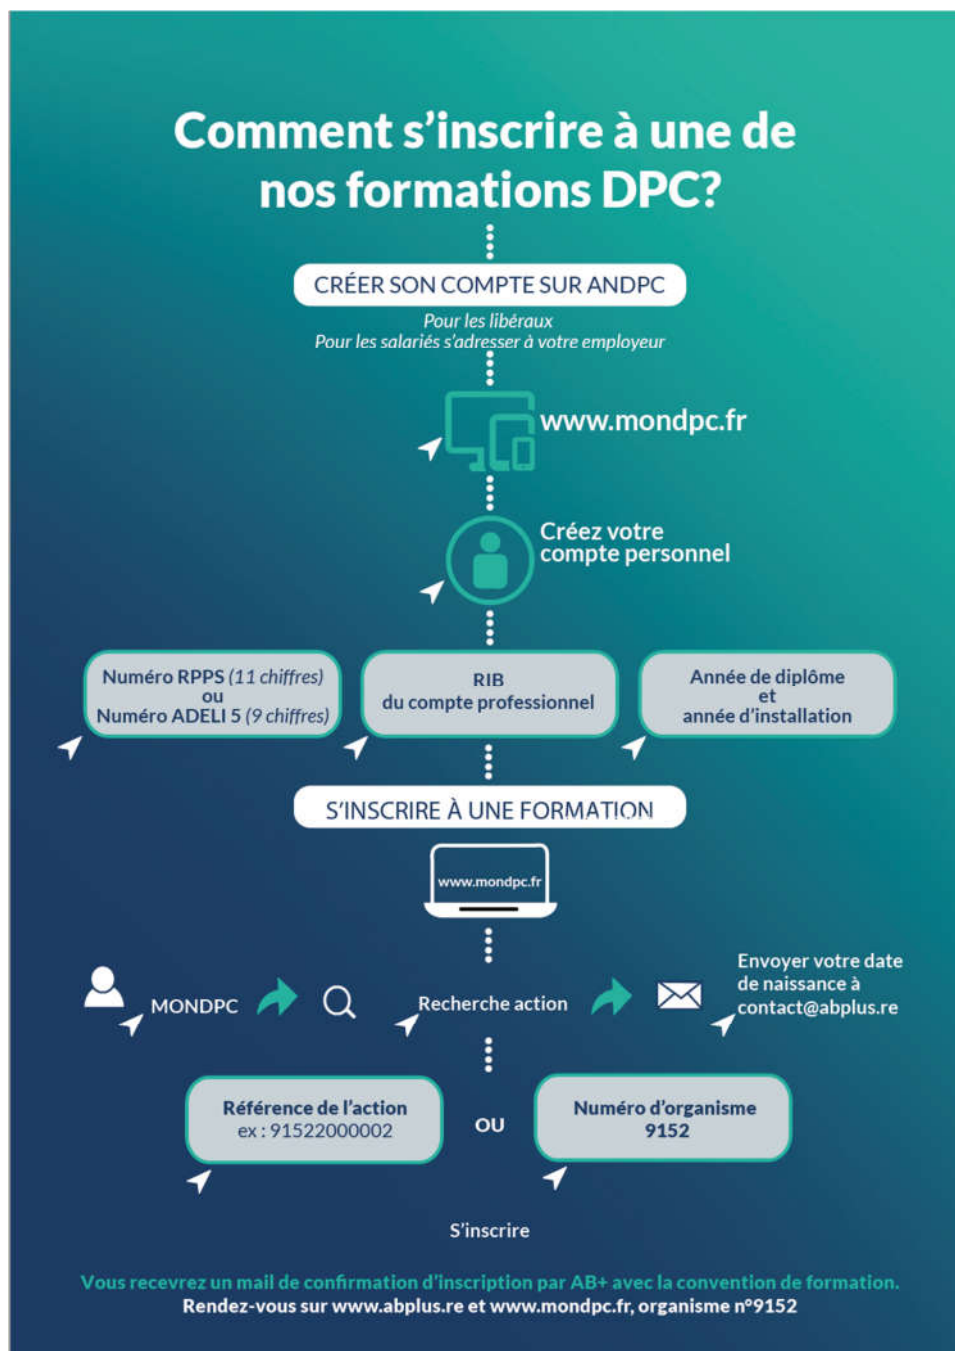 Comment s’inscrire à une de
nos formations DPC?
CRÉER SON COMPTE SUR ANDPC
Pour les libéraux
Pour les salariés s’adresser à votre employeur
www.mondpc.fr
Créez votre
compte personnel
Numéro RPPS (11 chiffres)
ou
Numéro ADELI 5 (9 chiffres)
RIB
du compte professionnel
Année de diplôme
et
année d’installation
S’INSCRIRE À UNE FORMATION
www.mondpc.fr
MONDPC
Recherche action
Envoyer votre date
de naissance à
contact@abplus.re
Référence de l’action
ex : 91522000002
OU
Numéro d’organisme
9152
S’inscrire
Vous recevrez un mail de confirmation d’inscription par AB+ avec la convention de formation.
Rendez-vous sur www.abplus.re et www.mondpc.fr, organisme n°9152